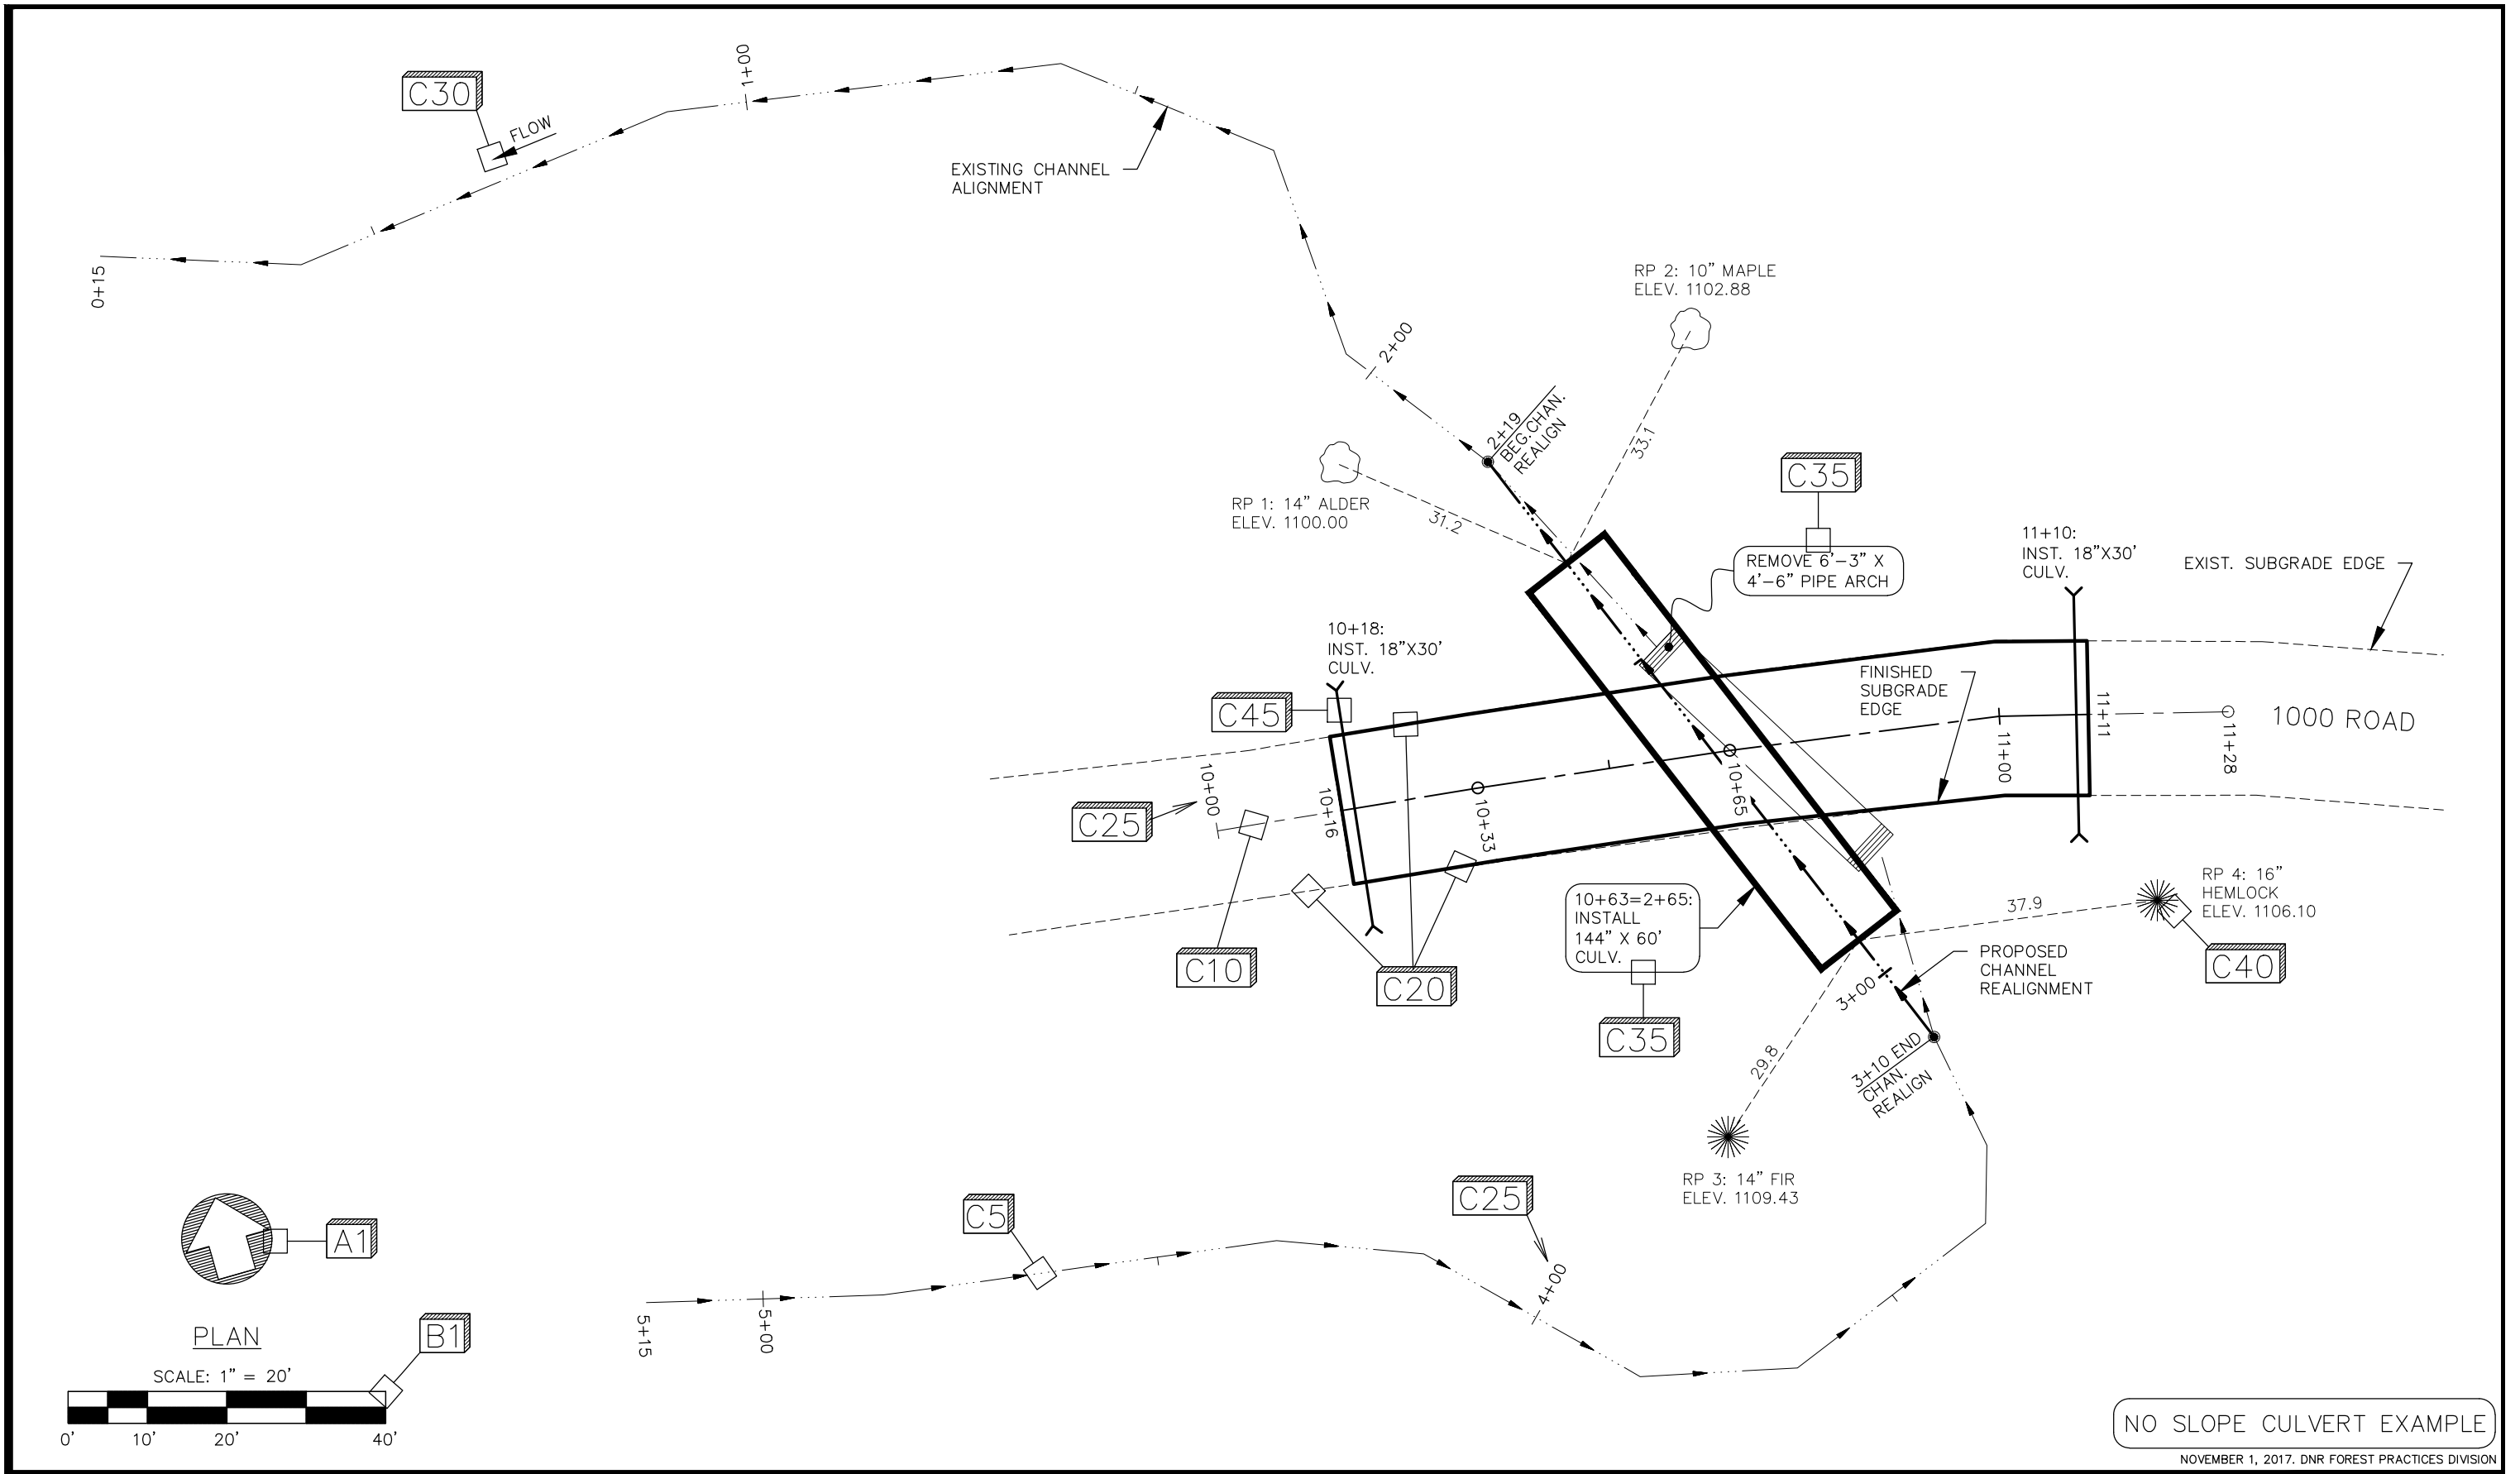 C30
FLOW
1+00
EXISTING CHANNEL
ALIGNMENT
0+15
2+00
RP 2: 10" MAPLE
ELEV. 1102.88
33.1
2+19
BEG.CHAN.
REALIGN
RP 1: 14" ALDER
ELEV. 1100.00
31.2
C35
REMOVE 6'-3" X
4'-6" PIPE ARCH
11+10:
INST. 18"X30'
CULV.
EXIST. SUBGRADE EDGE
10+18:
INST. 18"X30'
CULV.
FINISHED
SUBGRADE
EDGE
C45
11+11
1000 ROAD
11+00
11+28
C25
10+00
10+16
10+33
10+65
10+63=2+65:
INSTALL
144" X 60'
CULV.
RP 4: 16"
HEMLOCK
ELEV. 1106.10
37.9
C10
C20
C35
C40
PROPOSED
CHANNEL
REALIGNMENT
3+00
3+10 END
CHAN.
REALIGN
29.8
RP 3: 14" FIR
ELEV. 1109.43
C5
C25
4+00
A1
5+15
5+00
PLAN
B1
SCALE: 1" = 20'
0' 10' 20' 40'
NO SLOPE CULVERT EXAMPLE
NOVEMBER 1, 2017. DNR FOREST PRACTICES DIVISION